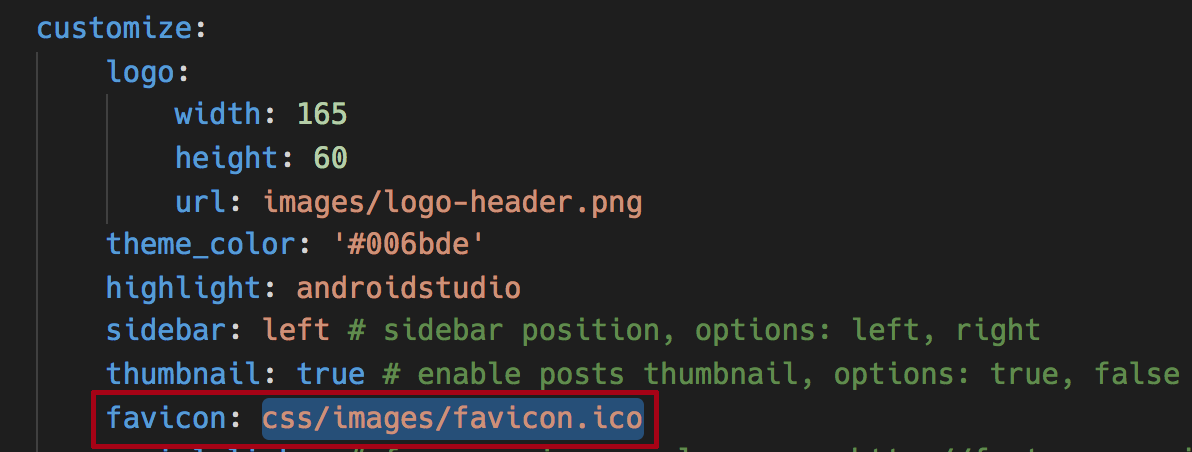 customize:
logo:
width: 165
height: 60
url: images/logo-header.png
theme_color: '#006bde'
highlight: androidstudio
sidebar: left # sidebar position, options: left, right
thumbnail: true # enable posts thumbnail, options: true, false
favicon: css/images/favicon.ico